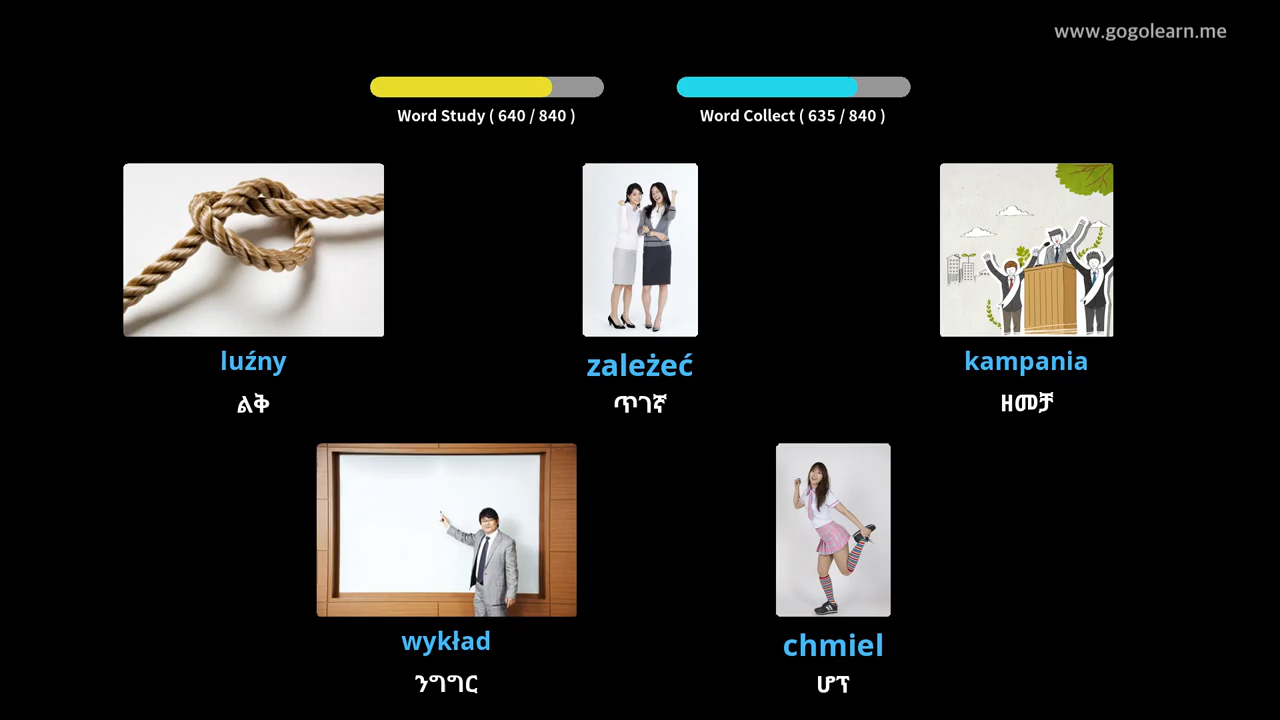 www.gogolearn.me
Word Study ( 640 / 840 )
Word Collect ( 635 / 840 )
luźny
ልቅ
zależeć
ጥገኛ
kampania
ዘመቻ
wykład
ንግግር
chmiel
ሆፕ